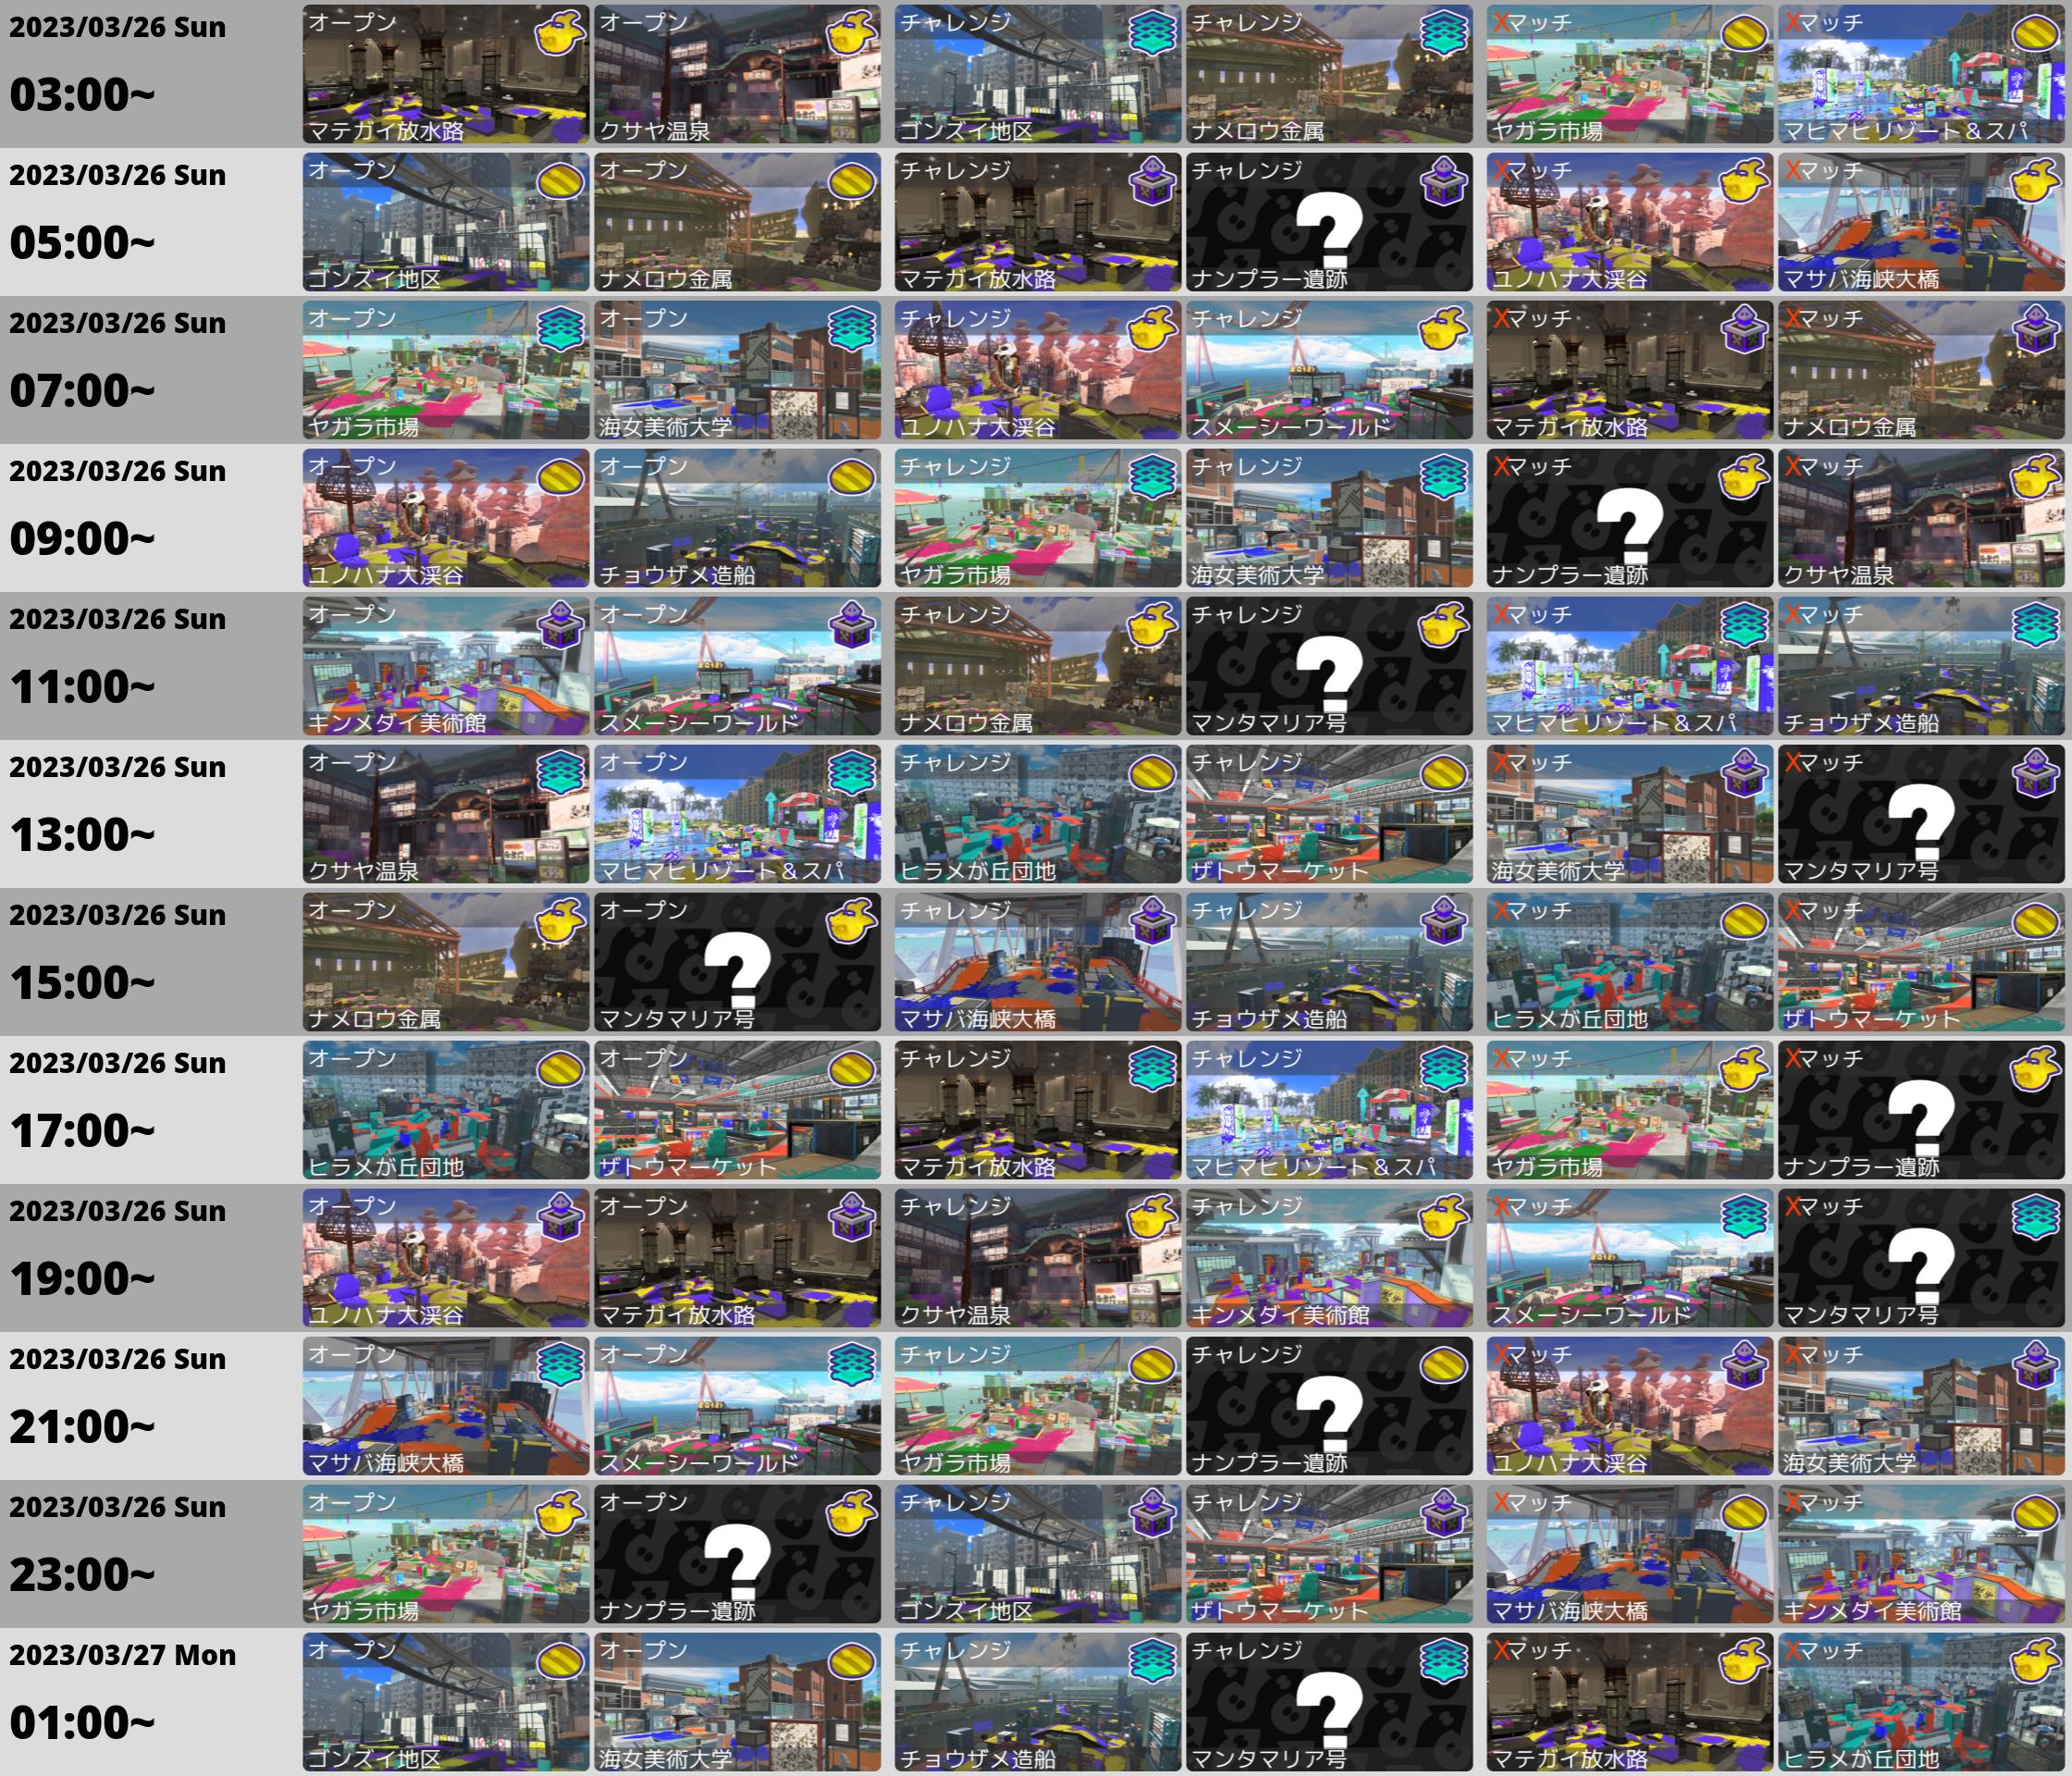 2023/03/26 Sun
03:00~
オープン
マテガイ放水路
オープン
クサヤ温泉
チャレンジ
ゴンズイ地区
チャレンジ
ナメロウ金属
Xマッチ
ヤガラ市場
Xマッチ
マヒマヒリゾート&スパ
2023/03/26 Sun
05:00~
オープン
ゴンズイ地区
オープン
ナメロウ金属
チャレンジ
マテガイ放水路
チャレンジ
?
ナンプラー遺跡
Xマッチ
ユノハナ大渓谷
Xマッチ
マサバ海峡大橋
2023/03/26 Sun
07:00~
オープン
ヤガラ市場
オープン
海女美術大学
チャレンジ
ユノハナ大渓谷
チャレンジ
スメーシーワールド
Xマッチ
マテガイ放水路
Xマッチ
ナメロウ金属
2023/03/26 Sun
09:00~
オープン
ユノハナ大渓谷
オープン
チョウザメ造船
チャレンジ
ヤガラ市場
チャレンジ
海女美術大学
Xマッチ
?
ナンプラー遺跡
Xマッチ
クサヤ温泉
2023/03/26 Sun
11:00~
オープン
キンメダイ美術館
オープン
スメーシーワールド
チャレンジ
ナメロウ金属
チャレンジ
?
マンタマリア号
Xマッチ
マヒマヒリゾート&スパ
Xマッチ
チョウザメ造船
2023/03/26 Sun
13:00~
オープン
クサヤ温泉
オープン
マヒマヒリゾート&スパ
チャレンジ
ヒラメが丘団地
チャレンジ
ザトウマーケット
Xマッチ
海女美術大学
Xマッチ
?
マンタマリア号
2023/03/26 Sun
15:00~
オープン
ナメロウ金属
オープン
?
マンタマリア号
チャレンジ
マサバ海峡大橋
チャレンジ
チョウザメ造船
Xマッチ
ヒラメが丘団地
Xマッチ
ザトウマーケット
2023/03/26 Sun
17:00~
オープン
ヒラメが丘団地
オープン
ザトウマーケット
チャレンジ
マテガイ放水路
チャレンジ
マヒマヒリゾート&スパ
Xマッチ
ヤガラ市場
Xマッチ
?
ナンプラー遺跡
2023/03/26 Sun
19:00~
オープン
ユノハナ大渓谷
オープン
マテガイ放水路
チャレンジ
クサヤ温泉
チャレンジ
キンメダイ美術館
Xマッチ
スメーシーワールド
Xマッチ
?
マンタマリア号
2023/03/26 Sun
21:00~
オープン
マサバ海峡大橋
オープン
スメーシーワールド
チャレンジ
ヤガラ市場
チャレンジ
?
ナンプラー遺跡
Xマッチ
ユノハナ大渓谷
Xマッチ
海女美術大学
2023/03/26 Sun
23:00~
オープン
ヤガラ市場
オープン
?
ナンプラー遺跡
チャレンジ
ゴンズイ地区
チャレンジ
ザトウマーケット
Xマッチ
マサバ海峡大橋
Xマッチ
キンメダイ美術館
2023/03/27 Mon
01:00~
オープン
ゴンズイ地区
オープン
海女美術大学
チャレンジ
チョウザメ造船
チャレンジ
?
マンタマリア号
Xマッチ
マテガイ放水路
Xマッチ
ヒラメが丘団地